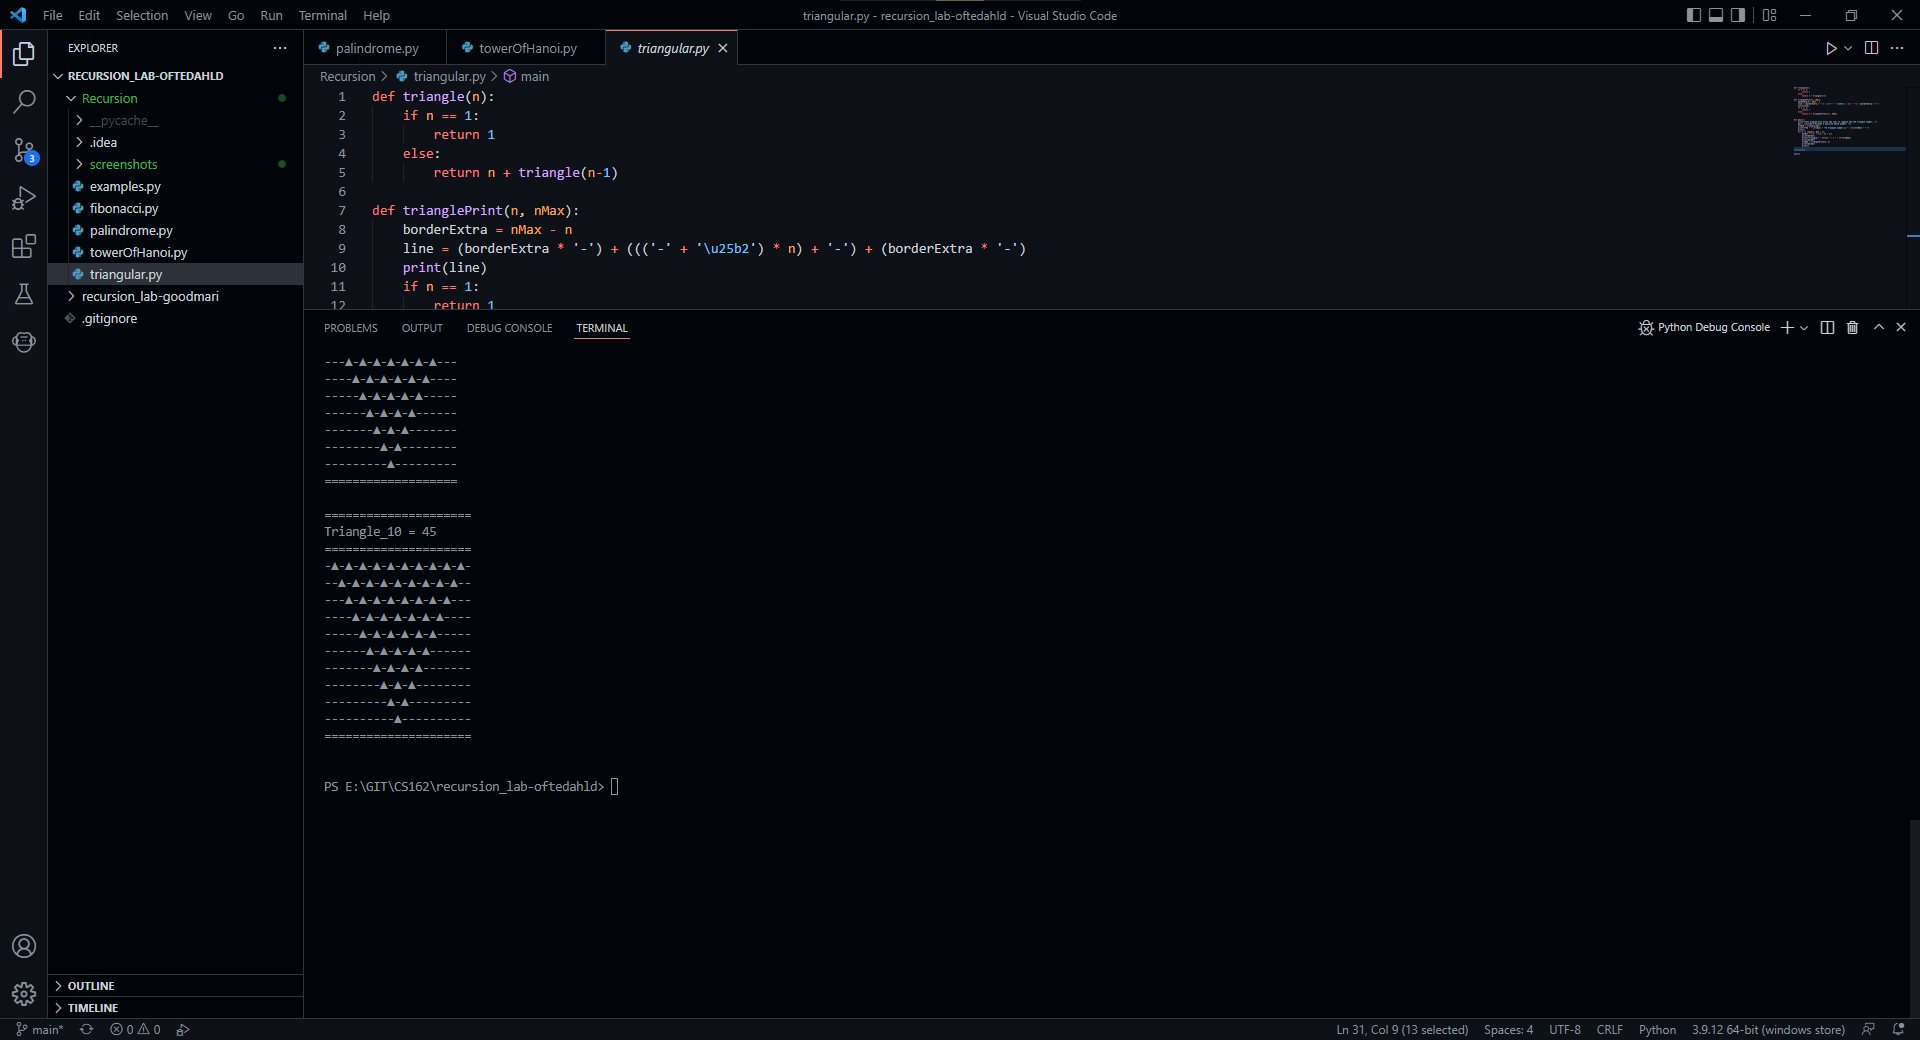 File Edit Selection View Go Run Terminal Help
triangular.py - recursion_lab-oftedahld - Visual Studio Code
EXPLORER
RECURSION_LAB-OFTEDAHLD
Recursion
__pycache__
.idea
screenshots
examples.py
fibonacci.py
palindrome.py
towerOfHanoi.py
triangular.py
recursion_lab-goodmari
.gitignore
OUTLINE
TIMELINE
3
palindrome.py towerOfHanoi.py triangular.py
Recursion > triangular.py > main
1 def triangle(n):
2 if n == 1:
3 return 1
4 else:
5 return n + triangle(n-1)
6
7 def trianglePrint(n, nMax):
8 borderExtra = nMax - n
9 line = (borderExtra * '-') + ((('-' + '\u25b2') * n) + '-') + (borderExtra * '-')
10 print(line)
11 if n == 1:
12 return 1
PROBLEMS OUTPUT DEBUG CONSOLE TERMINAL
Python Debug Console
---▲-▲-▲-▲-▲-▲-▲---
----▲-▲-▲-▲-▲-▲----
-----▲-▲-▲-▲-▲-----
------▲-▲-▲-▲------
-------▲-▲-▲-------
--------▲-▲--------
---------▲---------
===================
=====================
Triangle_10 = 45
=====================
-▲-▲-▲-▲-▲-▲-▲-▲-▲-▲-
--▲-▲-▲-▲-▲-▲-▲-▲-▲--
---▲-▲-▲-▲-▲-▲-▲-▲---
----▲-▲-▲-▲-▲-▲-▲----
-----▲-▲-▲-▲-▲-▲-----
------▲-▲-▲-▲-▲------
-------▲-▲-▲-▲-------
--------▲-▲-▲--------
---------▲-▲---------
----------▲----------
=====================
PS E:\GIT\CS162\recursion_lab-oftedahld>
main* 0 0
Ln 31, Col 9 (13 selected) Spaces: 4 UTF-8 CRLF Python 3.9.12 64-bit (windows store)